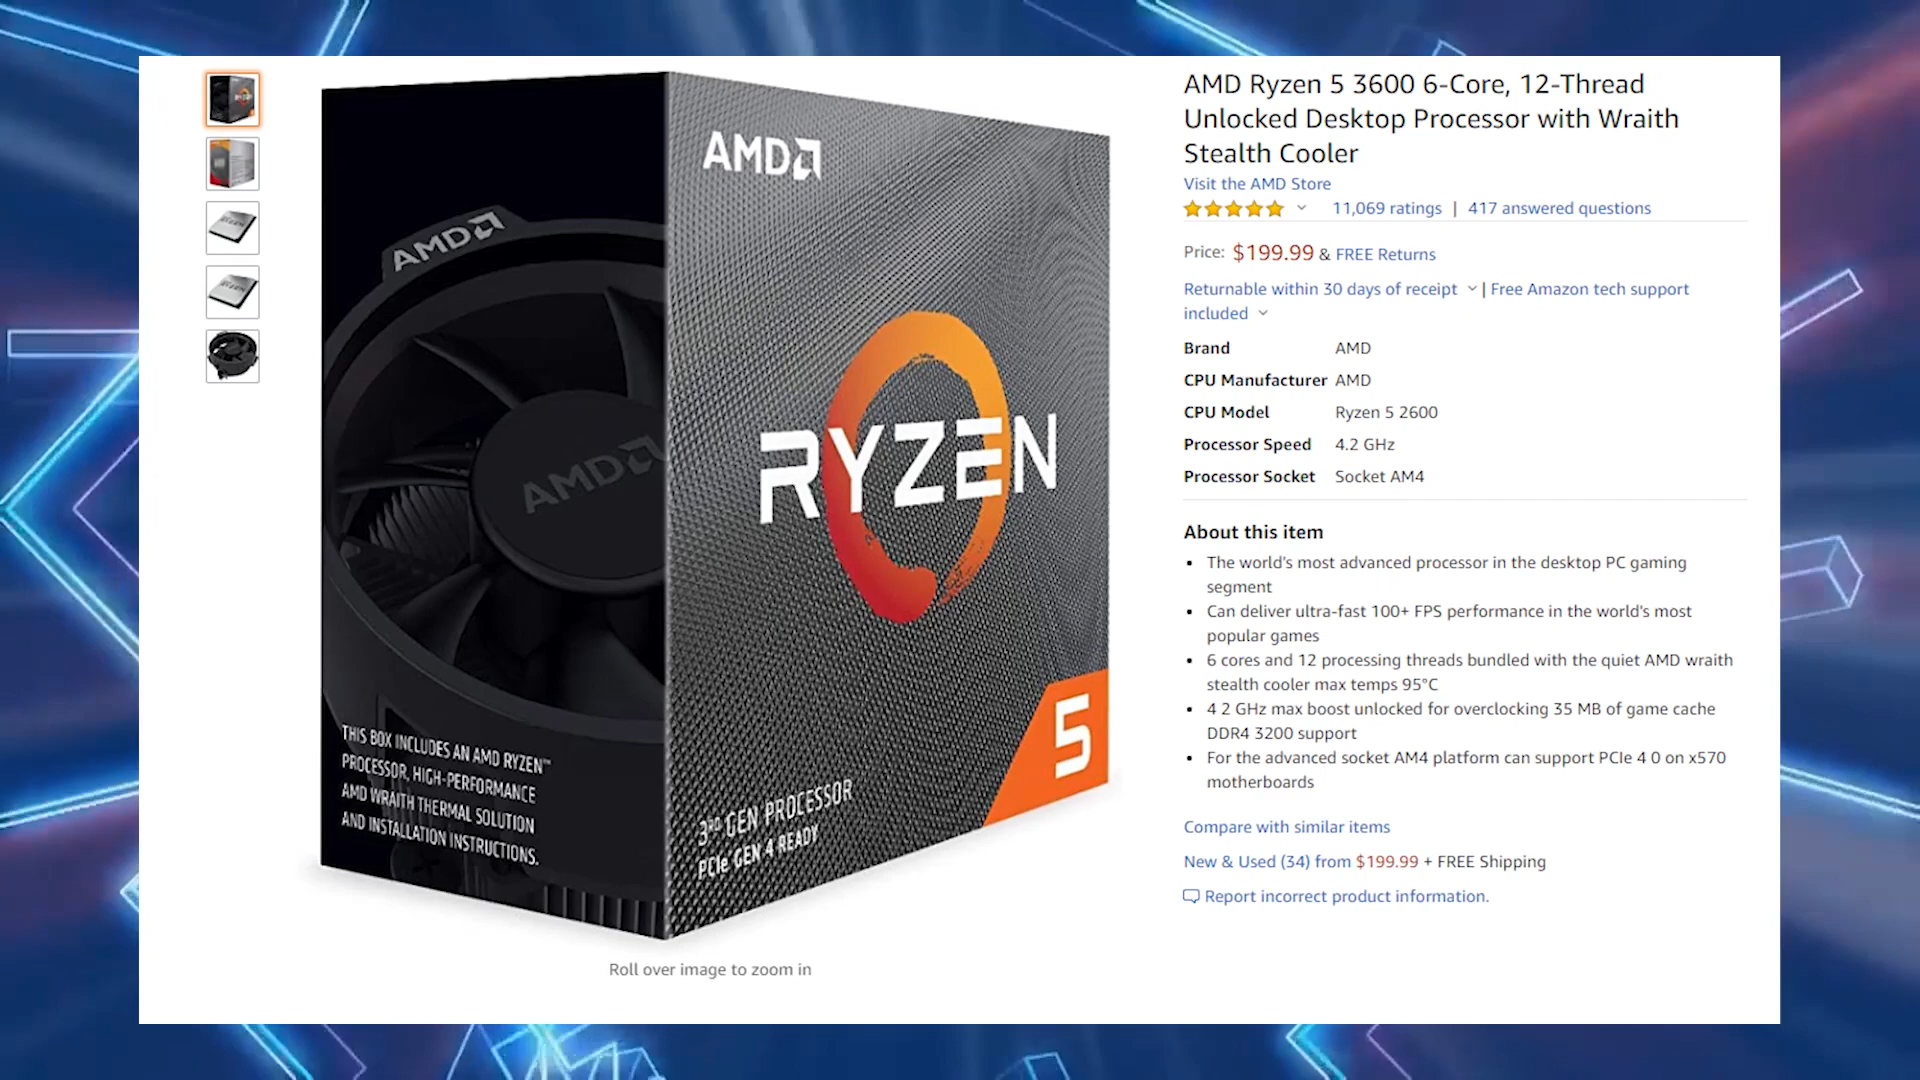 AMD
AMD
AMD
RYZEN
5
THIS BOX INCLUDES AN AMD RYZEN™
PROCESSOR, HIGH-PERFORMANCE
AMD WRAITH THERMAL SOLUTION
AND INSTALLATION INSTRUCTIONS.
3RD GEN PROCESSOR
PCIe GEN 4 READY
Roll over image to zoom in
AMD Ryzen 5 3600 6-Core, 12-Thread
Unlocked Desktop Processor with Wraith
Stealth Cooler
Visit the AMD Store
11,069 ratings | 417 answered questions
Price: $199.99 & FREE Returns
Returnable within 30 days of receipt | Free Amazon tech support
included
Brand AMD
CPU Manufacturer AMD
CPU Model Ryzen 5 2600
Processor Speed 4.2 GHz
Processor Socket Socket AM4
About this item
• The world's most advanced processor in the desktop PC gaming
segment
• Can deliver ultra-fast 100+ FPS performance in the world's most
popular games
• 6 cores and 12 processing threads bundled with the quiet AMD wraith
stealth cooler max temps 95°C
• 4 2 GHz max boost unlocked for overclocking 35 MB of game cache
DDR4 3200 support
• For the advanced socket AM4 platform can support PCIe 4 0 on x570
motherboards
Compare with similar items
New & Used (34) from $199.99 + FREE Shipping
Report incorrect product information.